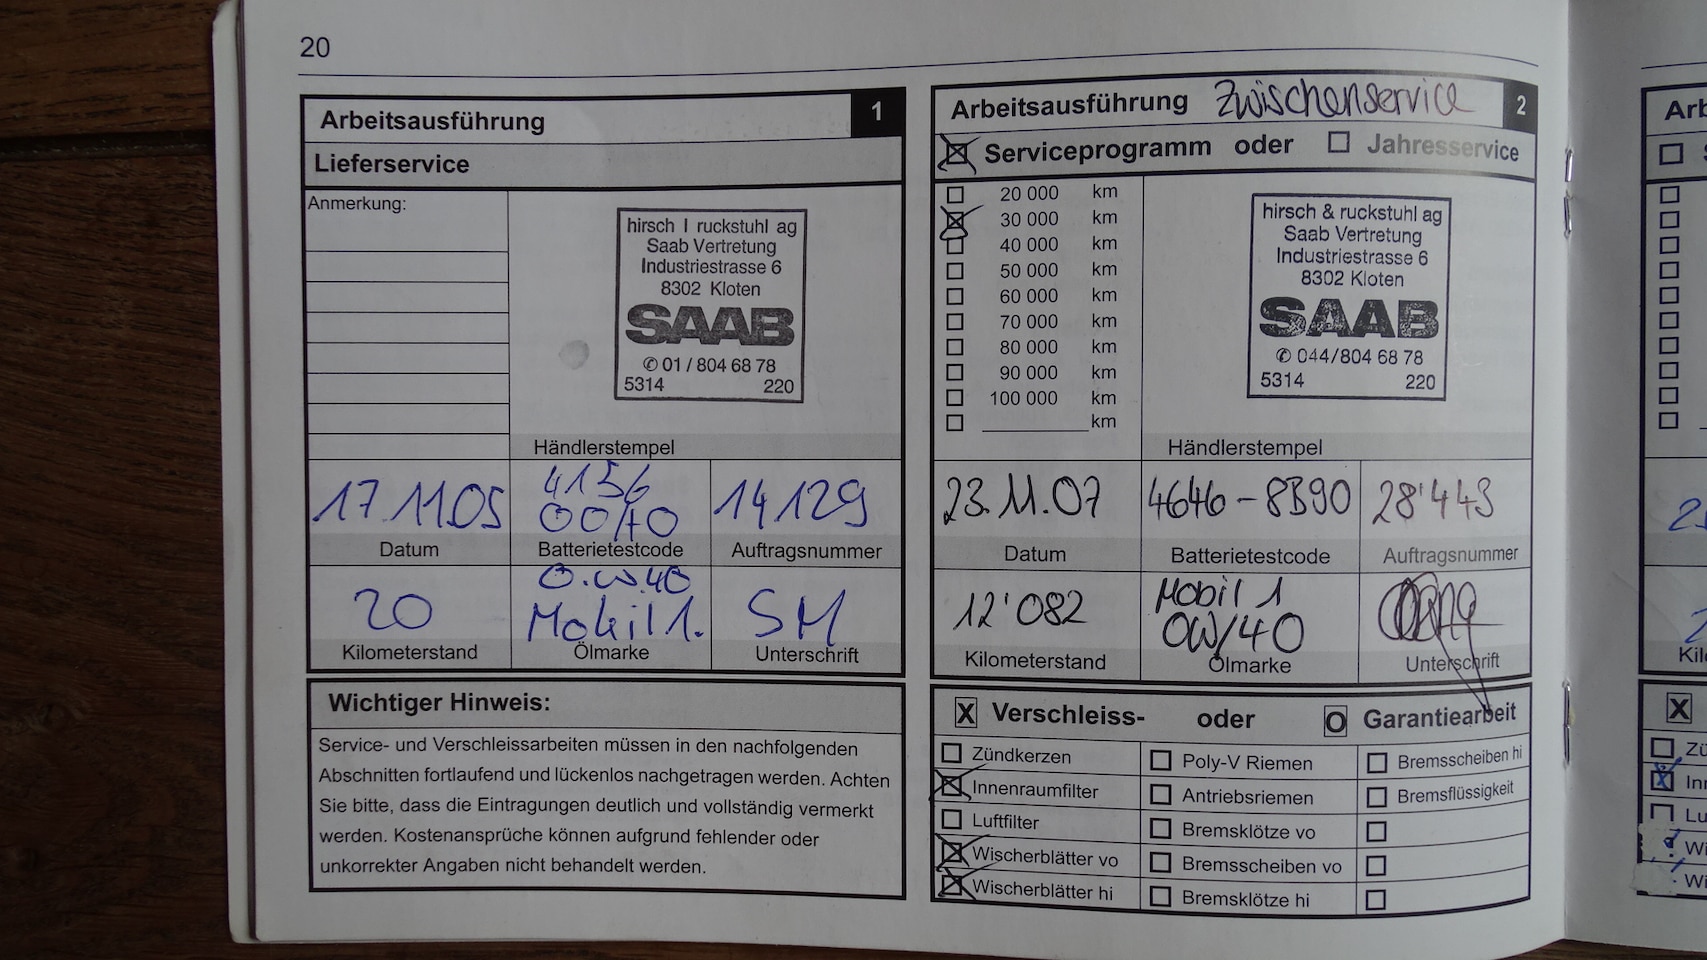 20
Arbeitsausführung 1
Lieferservice
Anmerkung:
hirsch I ruckstuhl ag
Saab Vertretung
Industriestrasse 6
8302 Kloten
SAAB
✆ 01 / 804 68 78
5314 220
Händlerstempel
17.11.05 4156 00/70 14129
Datum Batterietestcode Auftragsnummer
20 0.W.40 Mobil 1. SM
Kilometerstand Ölmarke Unterschrift
Wichtiger Hinweis:
Service- und Verschleissarbeiten müssen in den nachfolgenden
Abschnitten fortlaufend und lückenlos nachgetragen werden. Achten
Sie bitte, dass die Eintragungen deutlich und vollständig vermerkt
werden. Kostenansprüche können aufgrund fehlender oder
unkorrekter Angaben nicht behandelt werden.
Arbeitsausführung Zwischenservice 2
Serviceprogramm oder Jahresservice
20 000 km
30 000 km
40 000 km
50 000 km
60 000 km
70 000 km
80 000 km
90 000 km
100 000 km
km
hirsch & ruckstuhl ag
Saab Vertretung
Industriestrasse 6
8302 Kloten
SAAB
✆ 044/804 68 78
5314 220
Händlerstempel
23.11.07 4646-8B90 28'443
Datum Batterietestcode Auftragsnummer
12'082 Mobil 1 0W/40
Kilometerstand Ölmarke Unterschrift
X Verschleiss- oder O Garantiearbeit
Zündkerzen Poly-V Riemen Bremsscheiben hi
Innenraumfilter Antriebsriemen Bremsflüssigkeit
Luftfilter Bremsklötze vo
Wischerblätter vo Bremsscheiben vo
Wischerblätter hi Bremsklötze hi